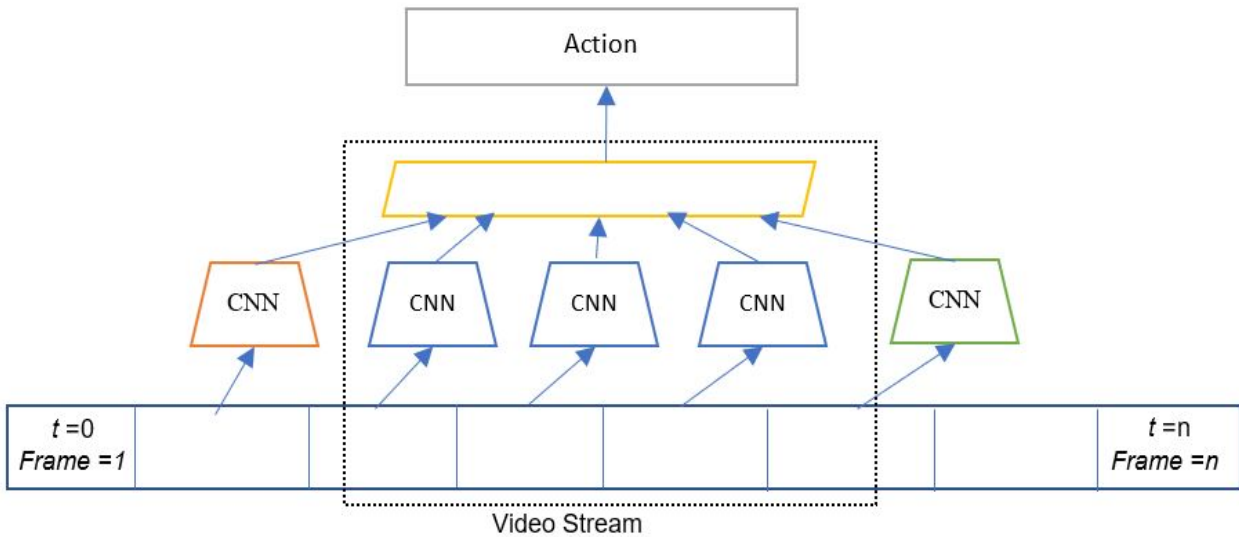 Action
CNN
CNN
CNN
CNN
CNN
t =0
Frame =1
t =n
Frame =n
Video Stream